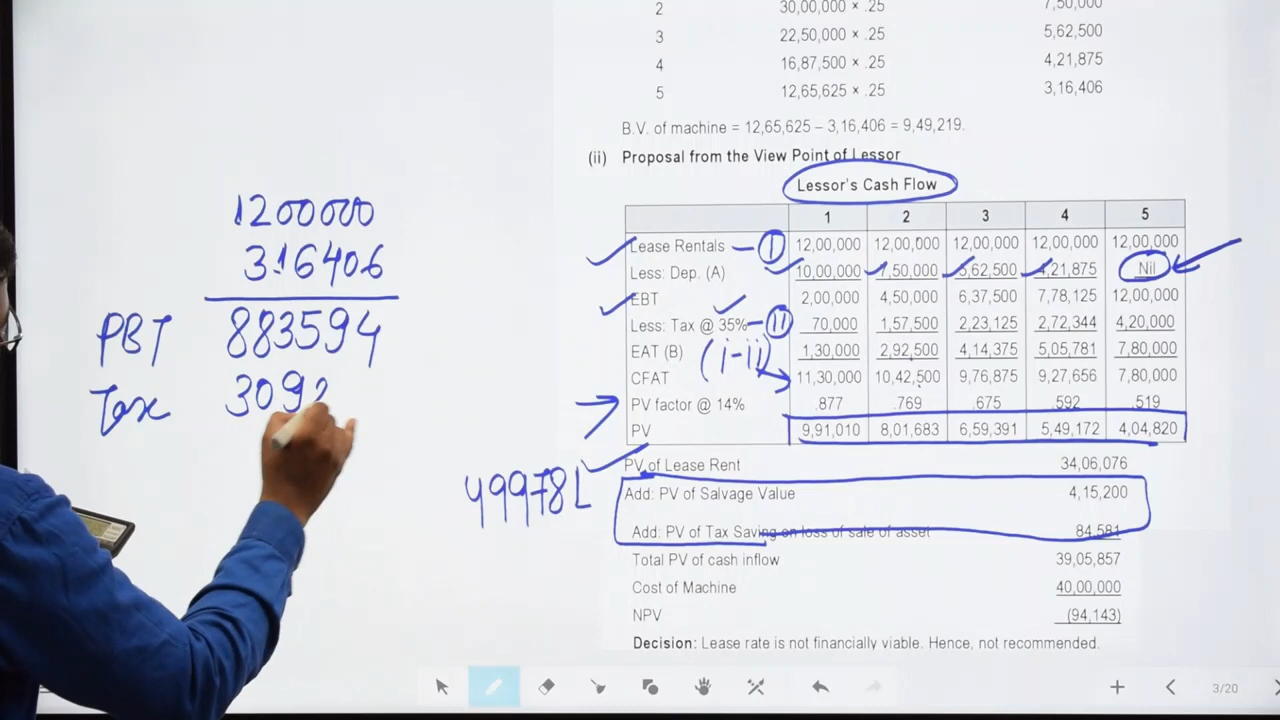 2 30,00,000 × .25 7,50,000
3 22,50,000 × .25 5,62,500
4 16,87,500 × .25 4,21,875
5 12,65,625 × .25 3,16,406
B.V. of machine = 12,65,625 – 3,16,406 = 9,49,219.
(ii) Proposal from the View Point of Lessor
Lessor's Cash Flow
1 2 3 4 5
Lease Rentals – I 12,00,000 12,00,000 12,00,000 12,00,000 12,00,000
Less: Dep. (A) 10,00,000 7,50,000 5,62,500 4,21,875 Nil
EBT 2,00,000 4,50,000 6,37,500 7,78,125 12,00,000
Less: Tax @ 35% – II 70,000 1,57,500 2,23,125 2,72,344 4,20,000
EAT (B) (i-ii) 1,30,000 2,92,500 4,14,375 5,05,781 7,80,000
CFAT 11,30,000 10,42,500 9,76,875 9,27,656 7,80,000
PV factor @ 14% .877 .769 .675 .592 .519
PV 9,91,010 8,01,683 6,59,391 5,49,172 4,04,820
PV of Lease Rent 34,06,076
Add: PV of Salvage Value 4,15,200
Add: PV of Tax Saving on loss of sale of asset 84,581
Total PV of cash inflow 39,05,857
Cost of Machine 40,00,000
NPV (94,143)
Decision: Lease rate is not financially viable. Hence, not recommended.
1200000
316406
PBT 883594
Tax 3092
3/20